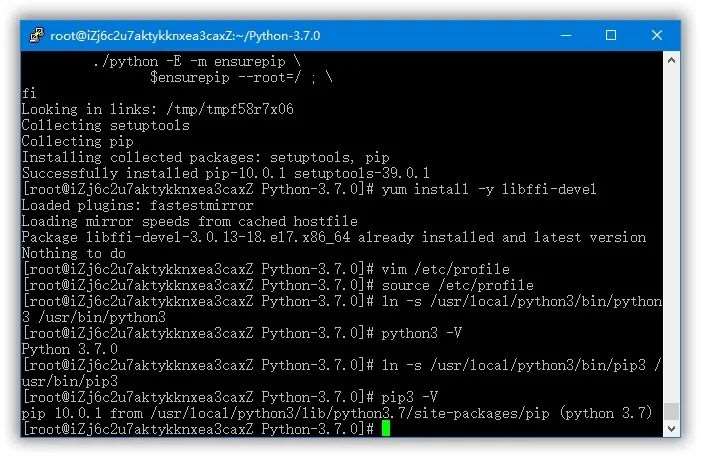 root@iZj6c2u7aktykknxea3caxZ:~/Python-3.7.0
./python -E -m ensurepip \
$ensurepip --root=/ ; \
fi
Looking in links: /tmp/tmpf58r7x06
Collecting setuptools
Collecting pip
Installing collected packages: setuptools, pip
Successfully installed pip-10.0.1 setuptools-39.0.1
[root@iZj6c2u7aktykknxea3caxZ Python-3.7.0]# yum install -y libffi-devel
Loaded plugins: fastestmirror
Loading mirror speeds from cached hostfile
Package libffi-devel-3.0.13-18.el7.x86_64 already installed and latest version
Nothing to do
[root@iZj6c2u7aktykknxea3caxZ Python-3.7.0]# vim /etc/profile
[root@iZj6c2u7aktykknxea3caxZ Python-3.7.0]# source /etc/profile
[root@iZj6c2u7aktykknxea3caxZ Python-3.7.0]# ln -s /usr/local/python3/bin/python
3 /usr/bin/python3
[root@iZj6c2u7aktykknxea3caxZ Python-3.7.0]# python3 -V
Python 3.7.0
[root@iZj6c2u7aktykknxea3caxZ Python-3.7.0]# ln -s /usr/local/python3/bin/pip3 /
usr/bin/pip3
[root@iZj6c2u7aktykknxea3caxZ Python-3.7.0]# pip3 -V
pip 10.0.1 from /usr/local/python3/lib/python3.7/site-packages/pip (python 3.7)
[root@iZj6c2u7aktykknxea3caxZ Python-3.7.0]#